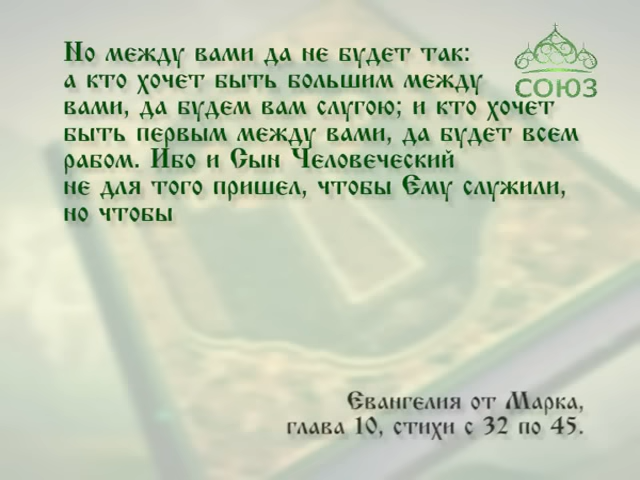 Но между вами да не будет так:
а кто хочет быть большим между
вами, да будем вам слугою; и кто хочет
быть первым между вами, да будет всем
рабом. Ибо и Сын Человеческий
не для того пришел, чтобы Ему служили,
но чтобы
СОЮЗ
Евангелия от Марка,
глава 10, стихи с 32 по 45.